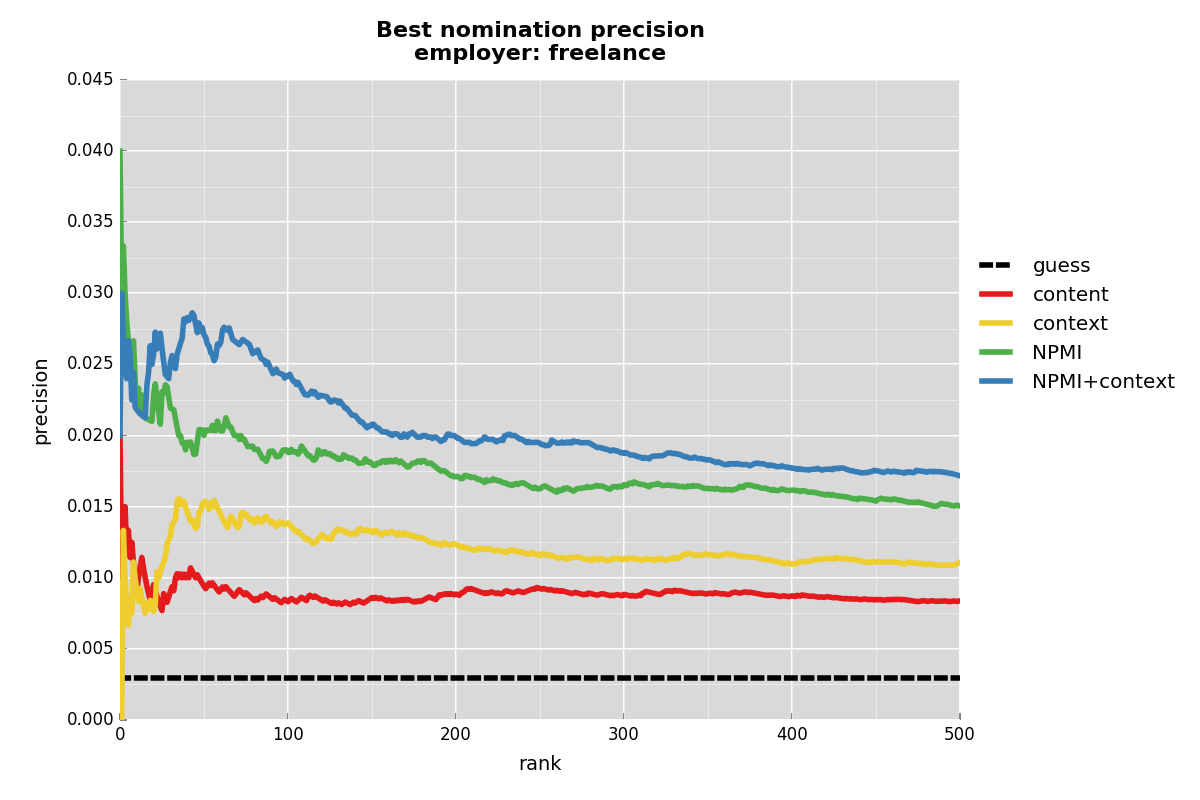 Best nomination precision
employer: freelance
0.045
0.040
0.035
0.030
0.025
0.020
0.015
0.010
0.005
0.000
precision
0 100 200 300 400 500
rank
guess
content
context
NPMI
NPMI+context